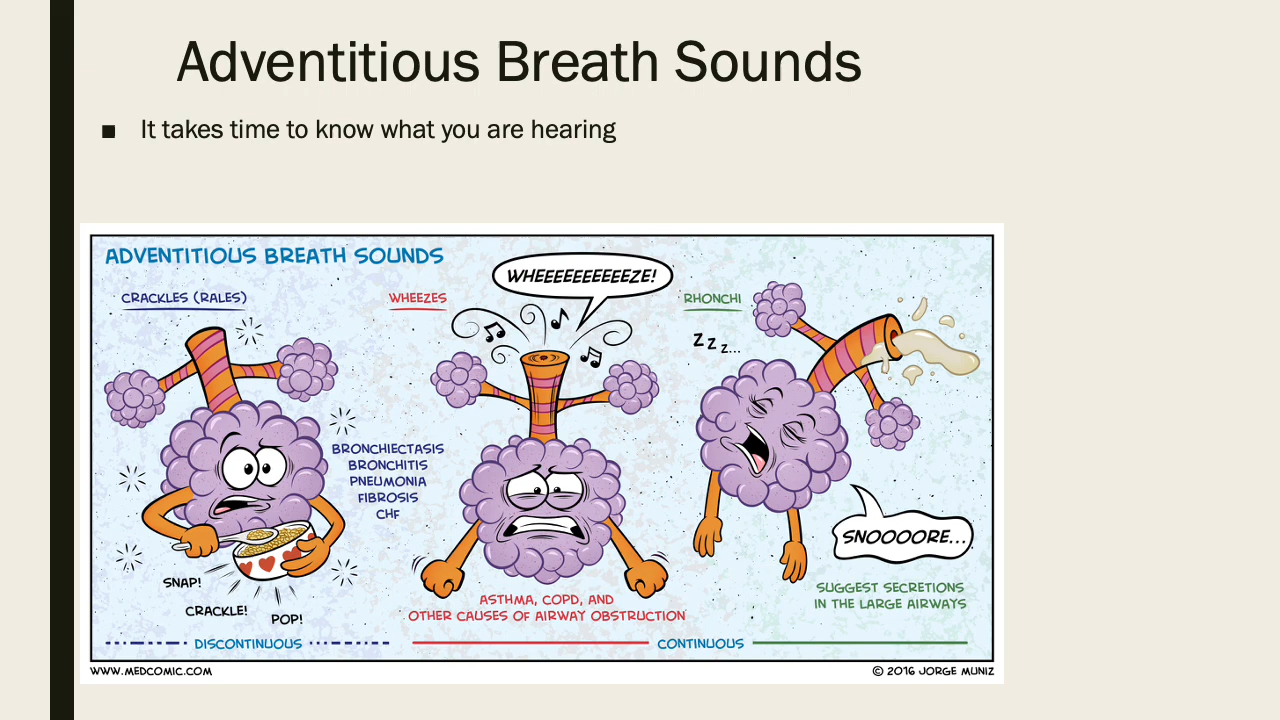 Adventitious Breath Sounds
■ It takes time to know what you are hearing
ADVENTITIOUS BREATH SOUNDS
CRACKLES (RALES)
SNAP!
CRACKLE!
POP!
BRONCHIECTASIS
BRONCHITIS
PNEUMONIA
FIBROSIS
CHF
DISCONTINUOUS
WHEEZES
WHEEEEEEEEEEZE!
ASTHMA, COPD, AND
OTHER CAUSES OF AIRWAY OBSTRUCTION
RHONCHI
Z Z Z...
SNOOOORE...
SUGGEST SECRETIONS
IN THE LARGE AIRWAYS
CONTINUOUS
WWW.MEDCOMIC.COM
© 2016 JORGE MUNIZ